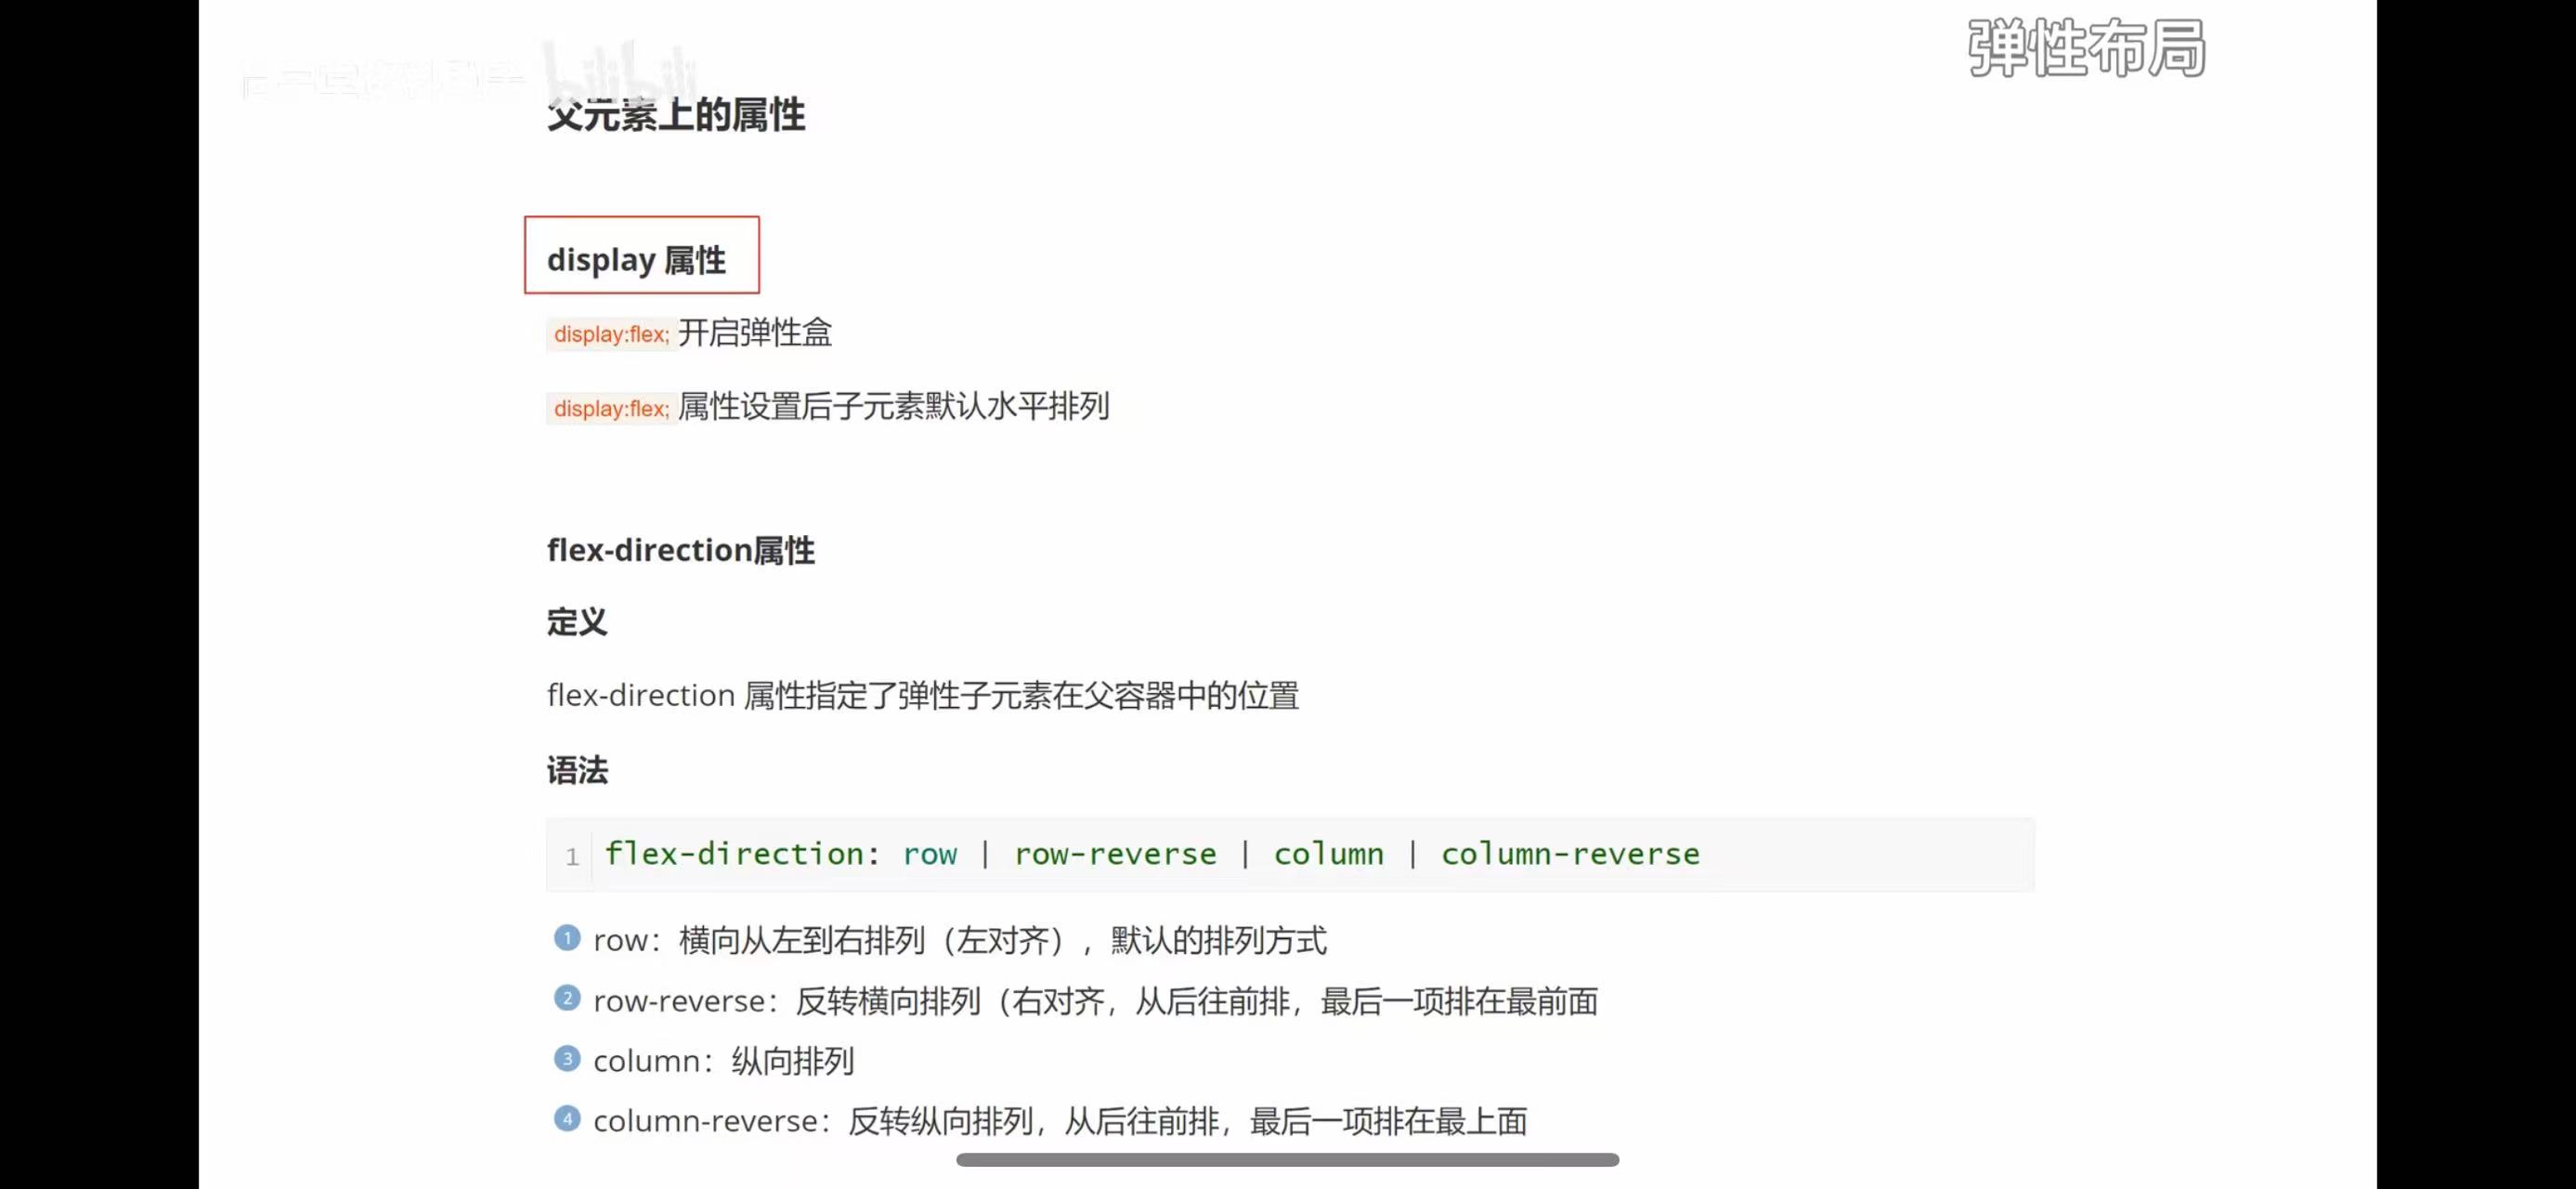 弹性布局
bilibili
父元素上的属性
display 属性
display:flex; 开启弹性盒
display:flex; 属性设置后子元素默认水平排列
flex-direction属性
定义
flex-direction 属性指定了弹性子元素在父容器中的位置
语法
1 flex-direction: row | row-reverse | column | column-reverse
1 row：横向从左到右排列（左对齐），默认的排列方式
2 row-reverse：反转横向排列（右对齐，从后往前排，最后一项排在最前面
3 column：纵向排列
4 column-reverse：反转纵向排列，从后往前排，最后一项排在最上面